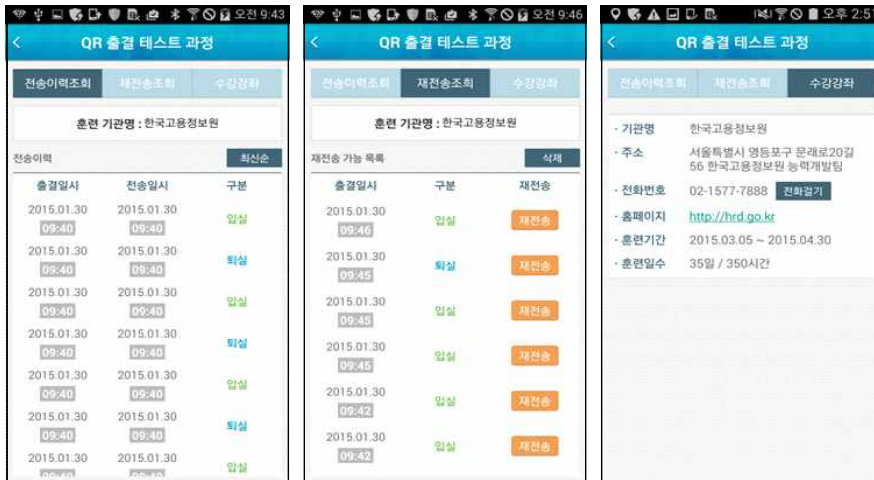 오전 9:43
QR 출결 테스트 과정
전송이력조회 재전송조회 수강강좌
훈련 기관명 : 한국고용정보원
전송이력 최신순
출결일시 전송일시 구분
2015.01.30 2015.01.30 입실
09:40 09:40
2015.01.30 2015.01.30 퇴실
09:40 09:40
2015.01.30 2015.01.30 입실
09:40 09:40
2015.01.30 2015.01.30 퇴실
09:40 09:40
2015.01.30 2015.01.30 입실
09:40 09:40
2015.01.30 2015.01.30 퇴실
09:40 09:40
2015.01.30 2015.01.30 입실
09:40 09:40
오전 9:46
QR 출결 테스트 과정
전송이력조회 재전송조회 수강강좌
훈련 기관명 : 한국고용정보원
재전송 가능 목록 삭제
출결일시 구분 재전송
2015.01.30 입실 재전송
09:46
2015.01.30 퇴실 재전송
09:45
2015.01.30 입실 재전송
09:45
2015.01.30 입실 재전송
09:45
2015.01.30 입실 재전송
09:42
2015.01.30 입실 재전송
09:42
오후 2:51
QR 출결 테스트 과정
전송이력조회 재전송조회 수강강좌
· 기관명 한국고용정보원
· 주소 서울특별시 영등포구 문래로20길
56 한국고용정보원 능력개발팀
· 전화번호 02-1577-7888 전화걸기
· 홈페이지 http://hrd.go.kr
· 훈련기간 2015.03.05 ~ 2015.04.30
· 훈련일수 35일 / 350시간